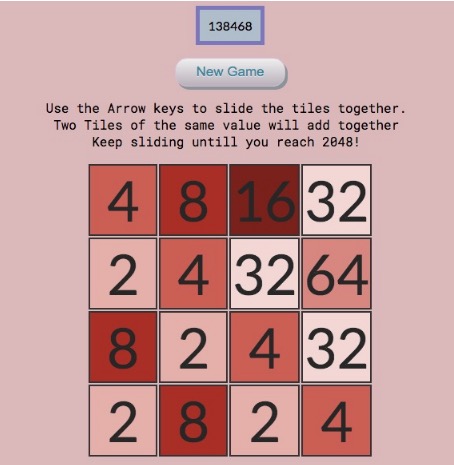 138468
New Game
Use the Arrow keys to slide the tiles together.
Two Tiles of the same value will add together
Keep sliding untill you reach 2048!
4 8 16 32
2 4 32 64
8 2 4 32
2 8 2 4